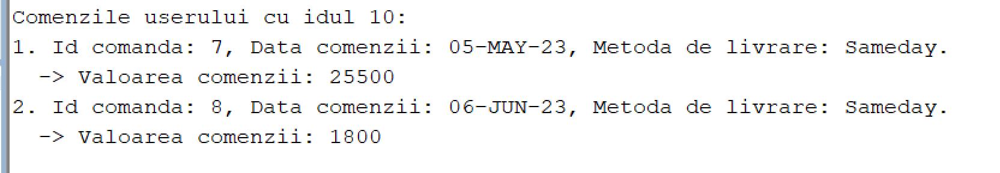 Comenzile userului cu idul 10:
1. Id comanda: 7, Data comenzii: 05-MAY-23, Metoda de livrare: Sameday.
-> Valoarea comenzii: 25500
2. Id comanda: 8, Data comenzii: 06-JUN-23, Metoda de livrare: Sameday.
-> Valoarea comenzii: 1800